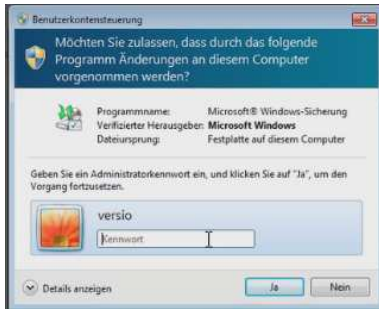 Benutzerkontensteuerung
Möchten Sie zulassen, dass durch das folgende
Programm Änderungen an diesem Computer
vorgenommen werden?
Programmname: Microsoft® Windows-Sicherung
Verifizierter Herausgeber: Microsoft Windows
Dateiursprung: Festplatte auf diesem Computer
Geben Sie ein Administratorkennwort ein, und klicken Sie auf "Ja", um den
Vorgang fortzusetzen.
versio
Kennwort
Details anzeigen
Ja
Nein